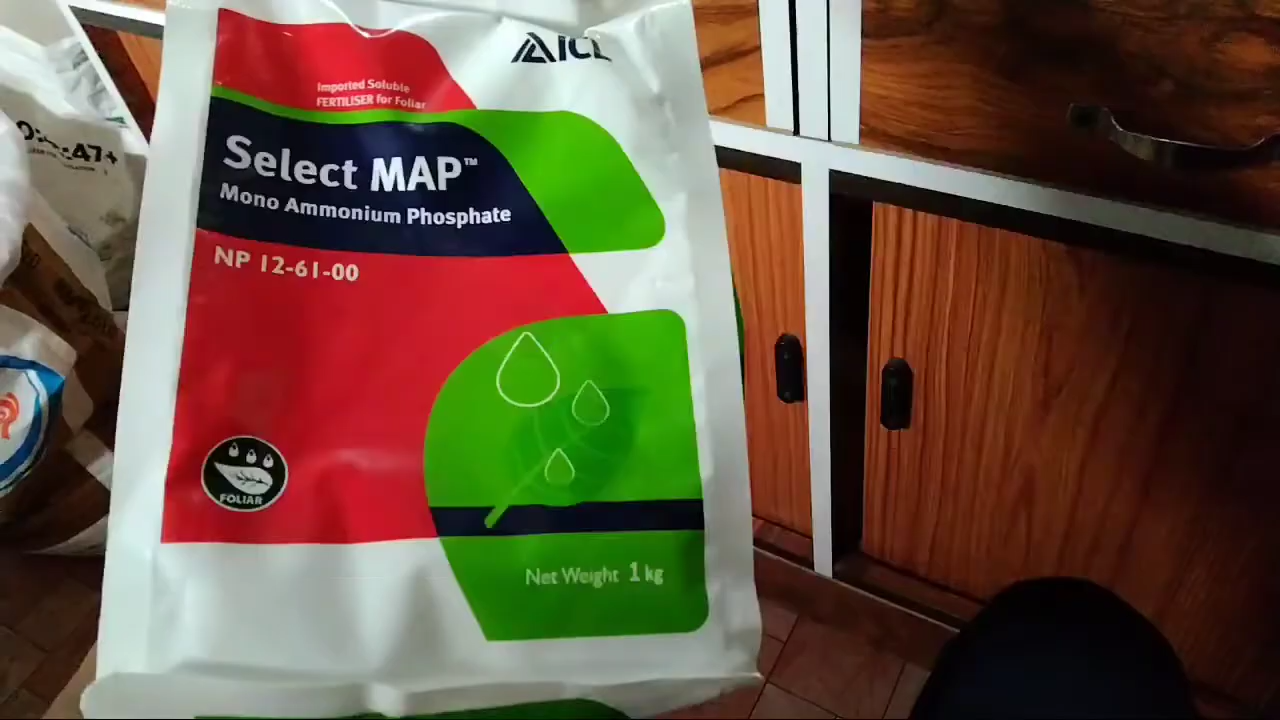 ICL
Imported Soluble
FERTILISER for Foliar
Select MAP™
Mono Ammonium Phosphate
NP 12-61-00
FOLIAR
Net Weight 1 kg